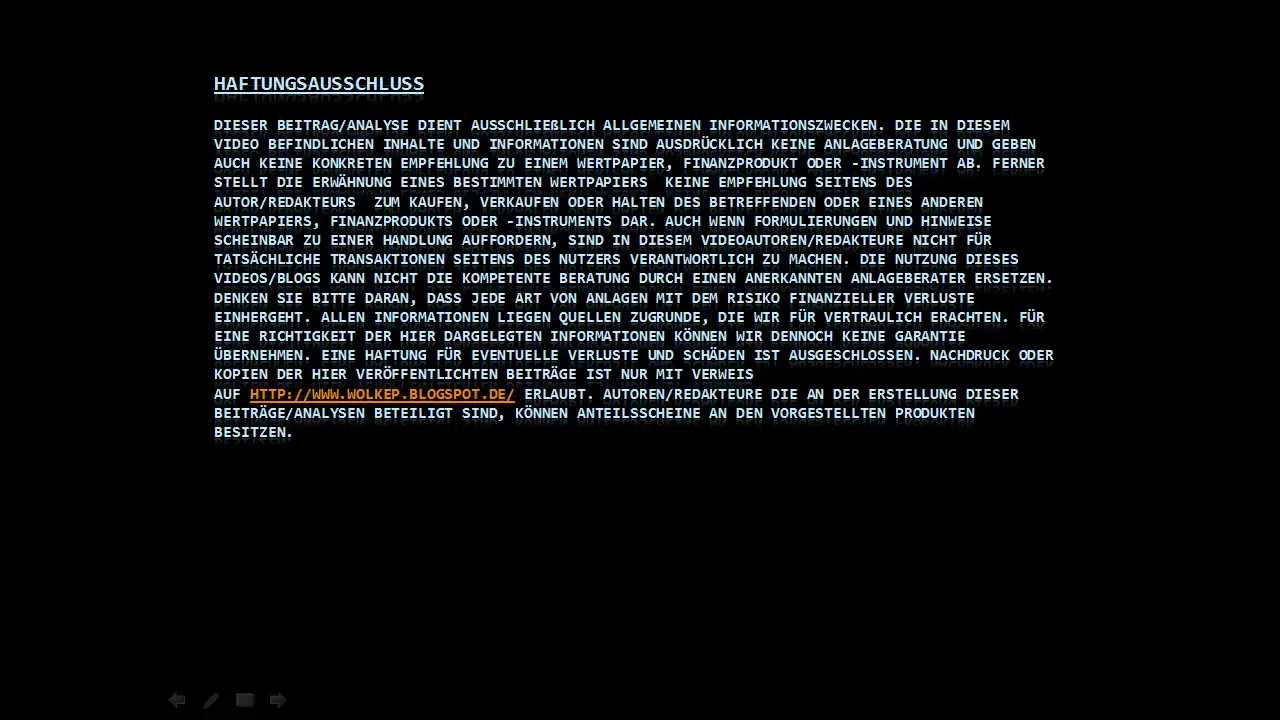 HAFTUNGSAUSSCHLUSS
DIESER BEITRAG/ANALYSE DIENT AUSSCHLIEßLICH ALLGEMEINEN INFORMATIONSZWECKEN. DIE IN DIESEM
VIDEO BEFINDLICHEN INHALTE UND INFORMATIONEN SIND AUSDRÜCKLICH KEINE ANLAGEBERATUNG UND GEBEN
AUCH KEINE KONKRETEN EMPFEHLUNG ZU EINEM WERTPAPIER, FINANZPRODUKT ODER -INSTRUMENT AB. FERNER
STELLT DIE ERWÄHNUNG EINES BESTIMMTEN WERTPAPIERS  KEINE EMPFEHLUNG SEITENS DES
AUTOR/REDAKTEURS  ZUM KAUFEN, VERKAUFEN ODER HALTEN DES BETREFFENDEN ODER EINES ANDEREN
WERTPAPIERS, FINANZPRODUKTS ODER -INSTRUMENTS DAR. AUCH WENN FORMULIERUNGEN UND HINWEISE
SCHEINBAR ZU EINER HANDLUNG AUFFORDERN, SIND IN DIESEM VIDEOAUTOREN/REDAKTEURE NICHT FÜR
TATSÄCHLICHE TRANSAKTIONEN SEITENS DES NUTZERS VERANTWORTLICH ZU MACHEN. DIE NUTZUNG DIESES
VIDEOS/BLOGS KANN NICHT DIE KOMPETENTE BERATUNG DURCH EINEN ANERKANNTEN ANLAGEBERATER ERSETZEN.
DENKEN SIE BITTE DARAN, DASS JEDE ART VON ANLAGEN MIT DEM RISIKO FINANZIELLER VERLUSTE
EINHERGEHT. ALLEN INFORMATIONEN LIEGEN QUELLEN ZUGRUNDE, DIE WIR FÜR VERTRAULICH ERACHTEN. FÜR
EINE RICHTIGKEIT DER HIER DARGELEGTEN INFORMATIONEN KÖNNEN WIR DENNOCH KEINE GARANTIE
ÜBERNEHMEN. EINE HAFTUNG FÜR EVENTUELLE VERLUSTE UND SCHÄDEN IST AUSGESCHLOSSEN. NACHDRUCK ODER
KOPIEN DER HIER VERÖFFENTLICHTEN BEITRÄGE IST NUR MIT VERWEIS
AUF HTTP://WWW.WOLKEP.BLOGSPOT.DE/ ERLAUBT. AUTOREN/REDAKTEURE DIE AN DER ERSTELLUNG DIESER
BEITRÄGE/ANALYSEN BETEILIGT SIND, KÖNNEN ANTEILSSCHEINE AN DEN VORGESTELLTEN PRODUKTEN
BESITZEN.